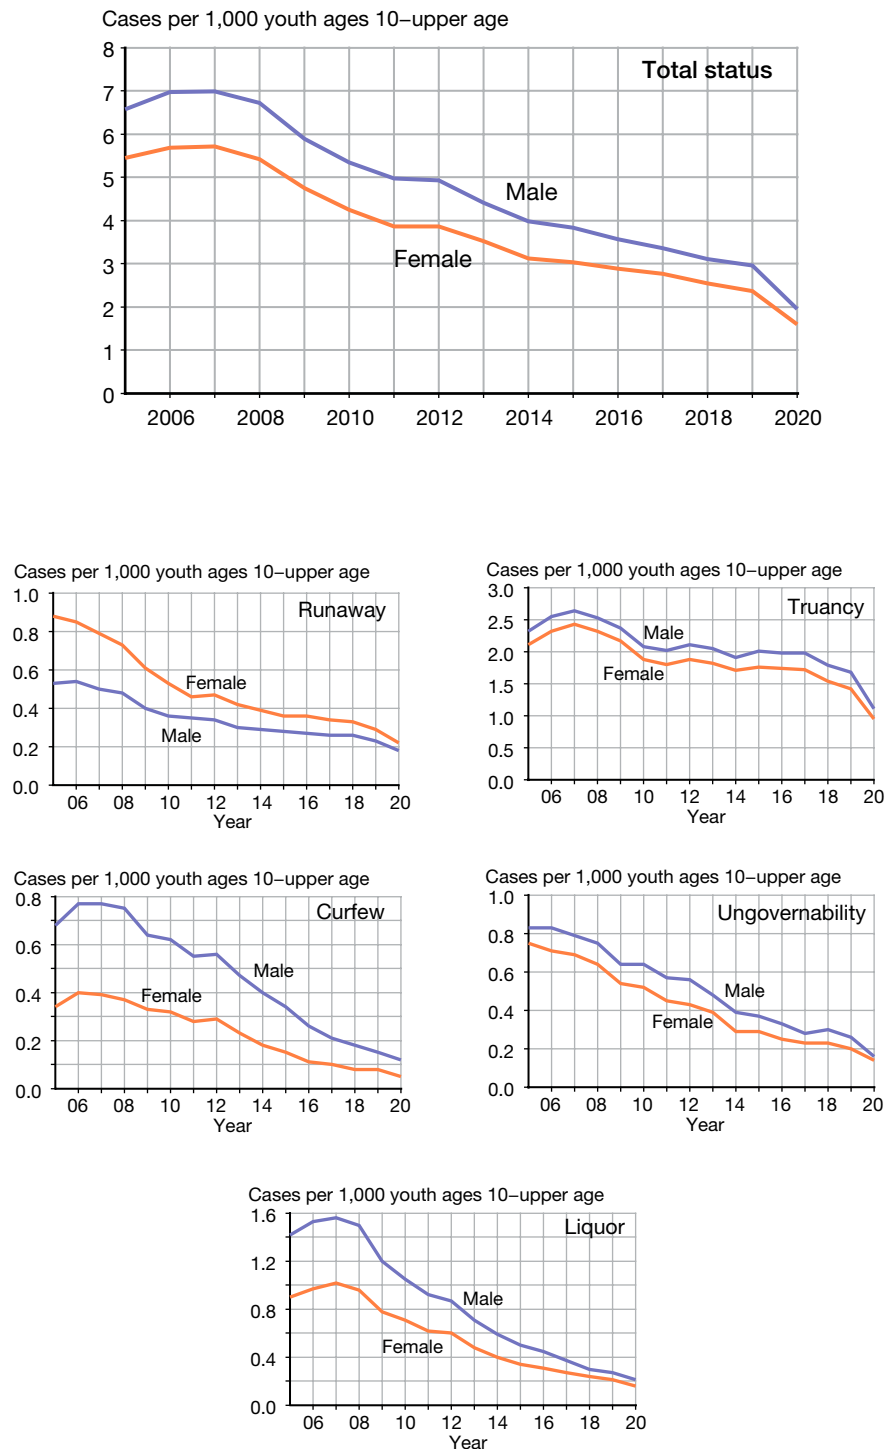 Cases per 1,000 youth ages 10–upper age
Total status
8
7
6
5
4
3
2
1
0
Male
Female
2006 2008 2010 2012 2014 2016 2018 2020
Cases per 1,000 youth ages 10–upper age
Runaway
1.0
0.8
0.6
0.4
0.2
0.0
Female
Male
06 08 10 12 14 16 18 20
Year
Cases per 1,000 youth ages 10–upper age
Truancy
3.0
2.5
2.0
1.5
1.0
0.5
0.0
Male
Female
06 08 10 12 14 16 18 20
Year
Cases per 1,000 youth ages 10–upper age
Curfew
0.8
0.6
0.4
0.2
0.0
Male
Female
06 08 10 12 14 16 18 20
Year
Cases per 1,000 youth ages 10–upper age
Ungovernability
1.0
0.8
0.6
0.4
0.2
0.0
Male
Female
06 08 10 12 14 16 18 20
Year
Cases per 1,000 youth ages 10–upper age
Liquor
1.6
1.2
0.8
0.4
0.0
Male
Female
06 08 10 12 14 16 18 20
Year